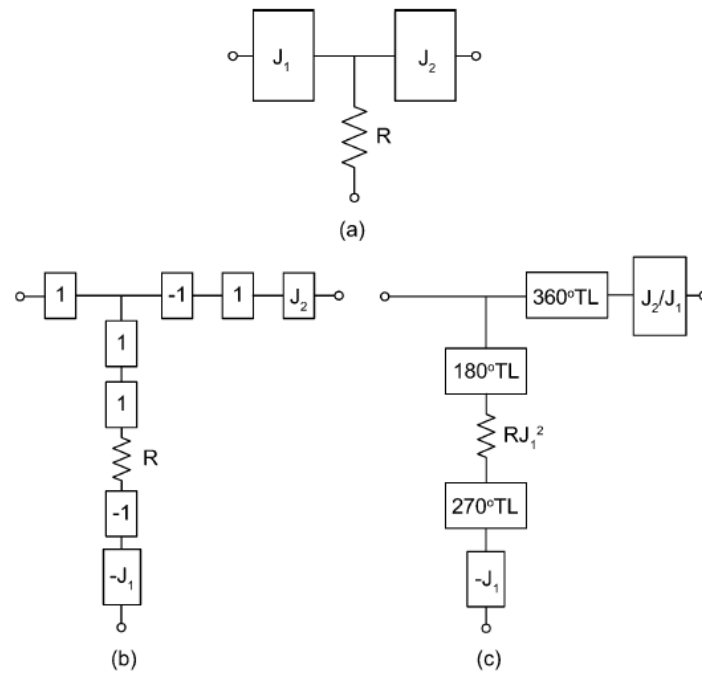 J₁ J₂
R
(a)
1 -1 1 J₂ 360°TL J₂/J₁
1 180°TL
1
R RJ₁²
-1 270°TL
-J₁ -J₁
(b) (c)